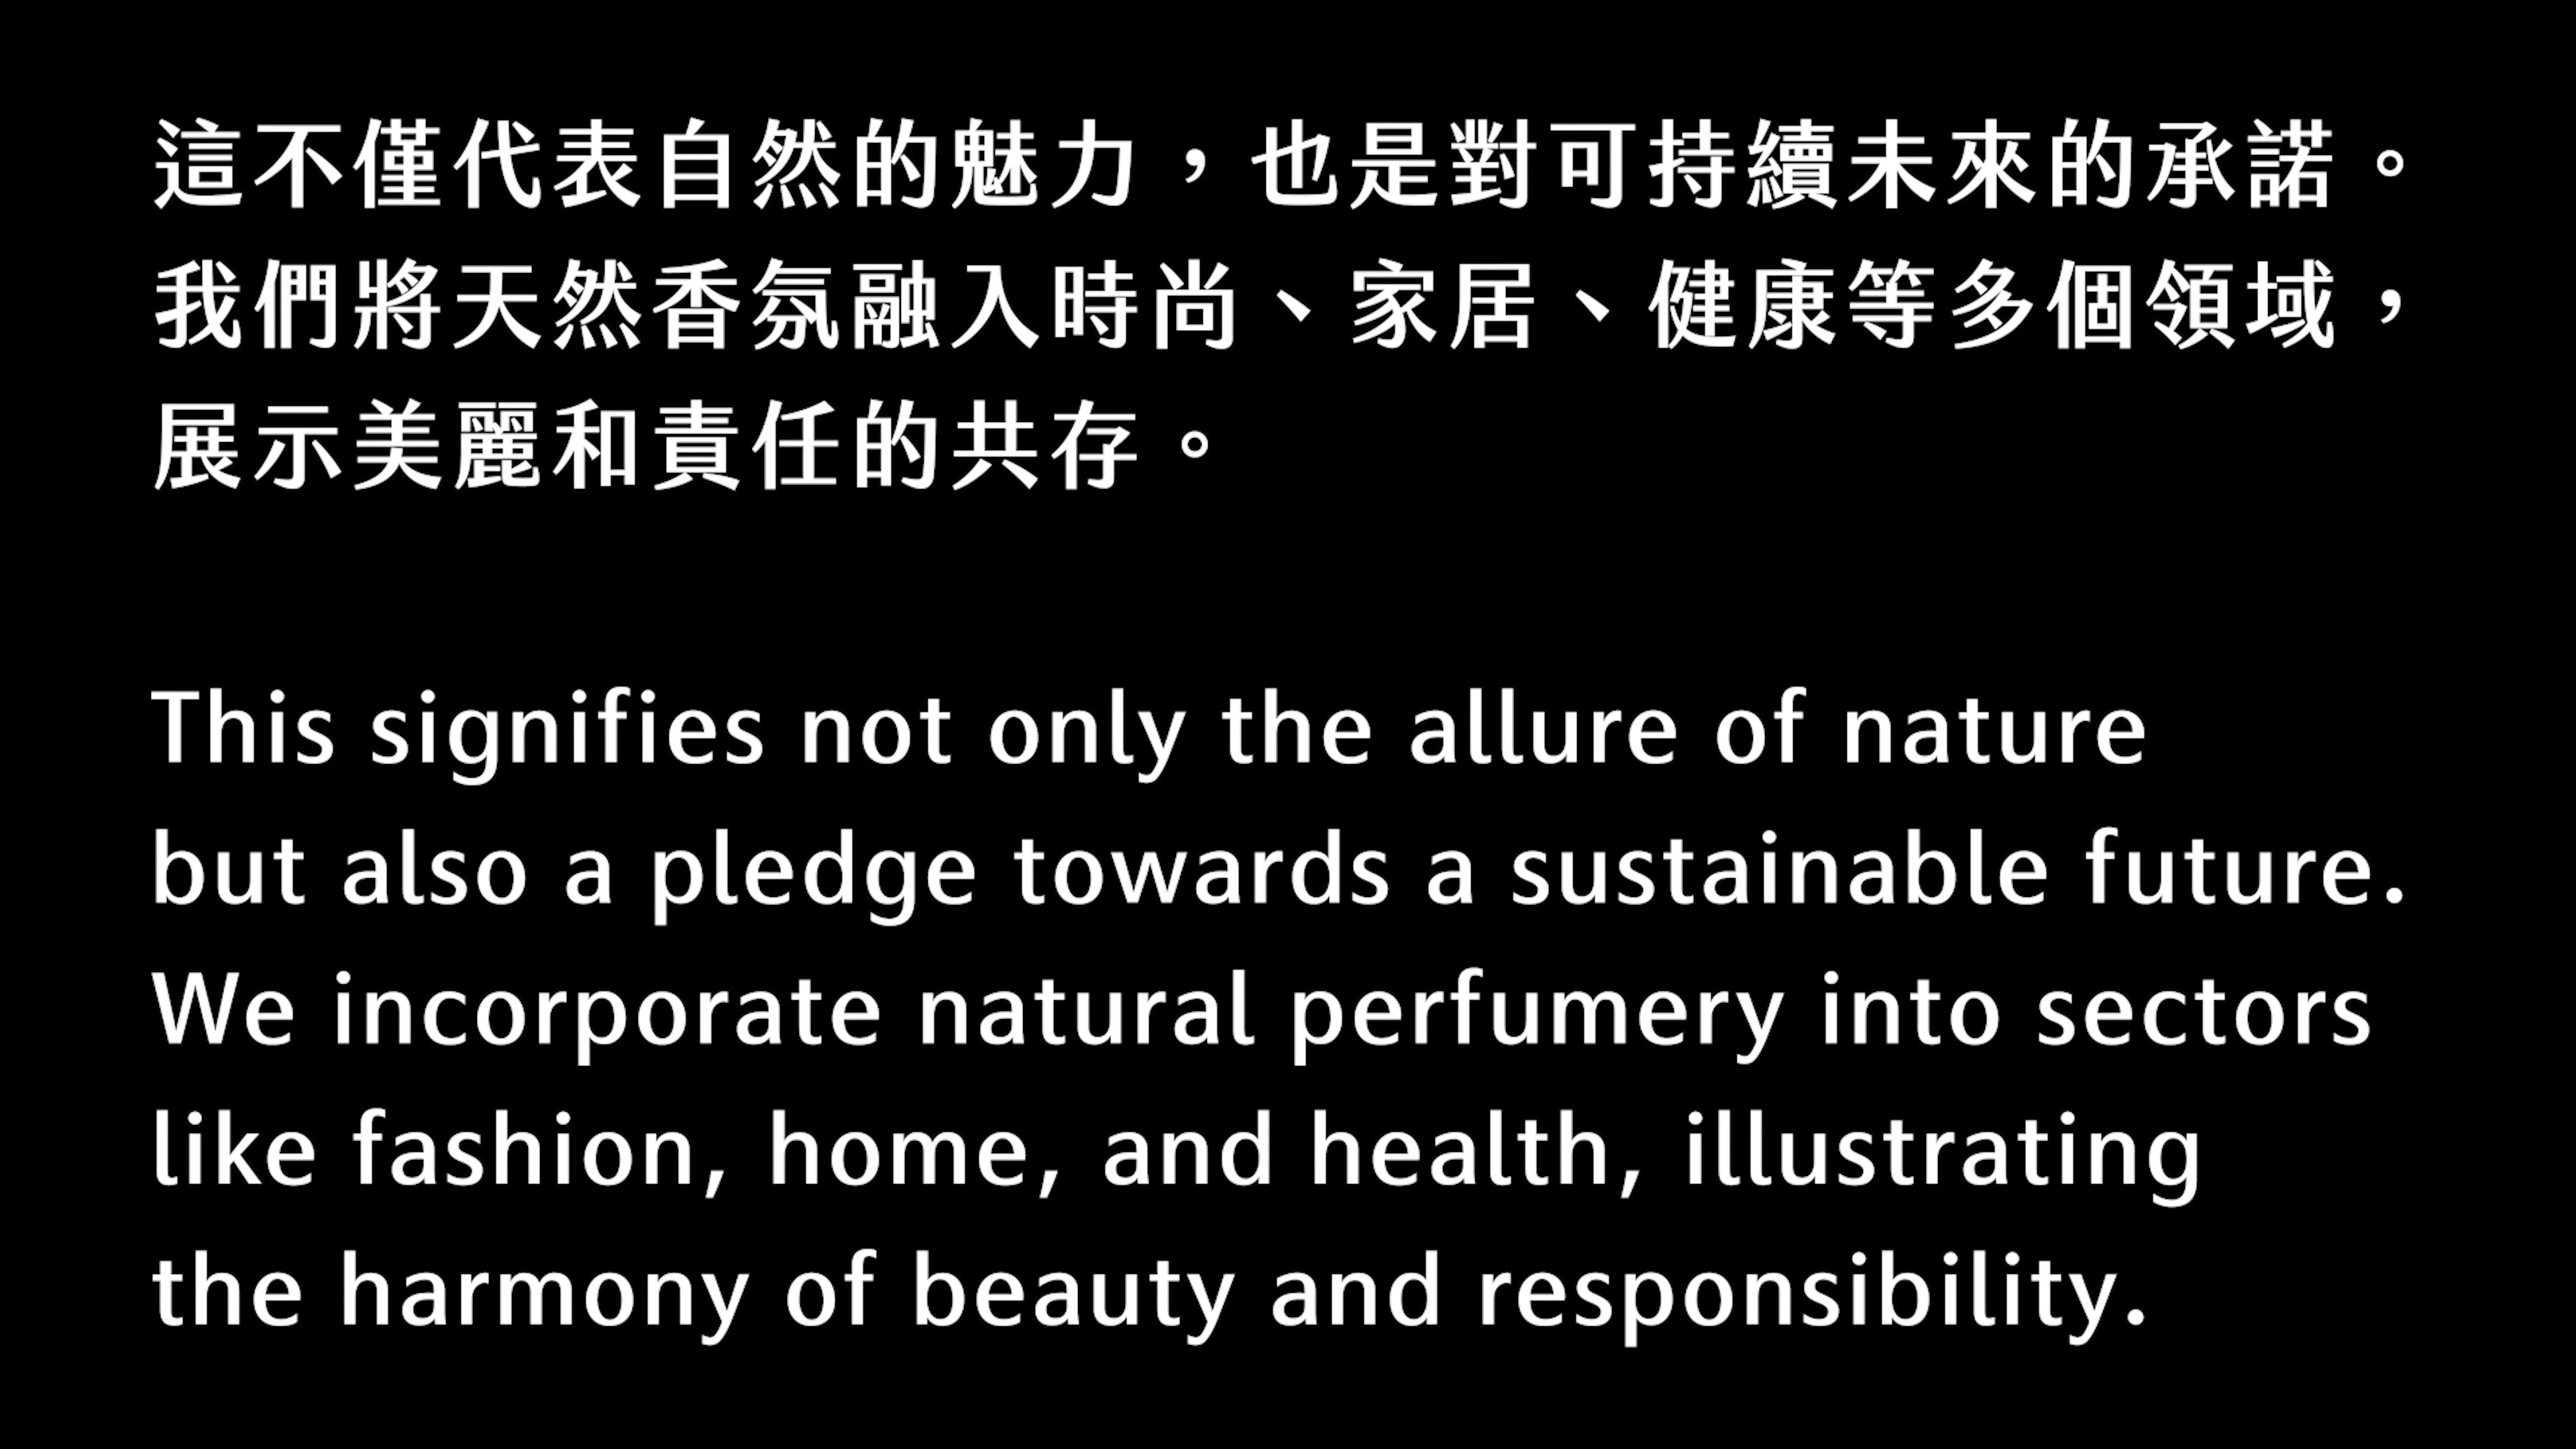 這不僅代表自然的魅力，也是對可持續未來的承諾。
我們將天然香氛融入時尚、家居、健康等多個領域，
展示美麗和責任的共存。
This signifies not only the allure of nature
but also a pledge towards a sustainable future.
We incorporate natural perfumery into sectors
like fashion, home, and health, illustrating
the harmony of beauty and responsibility.